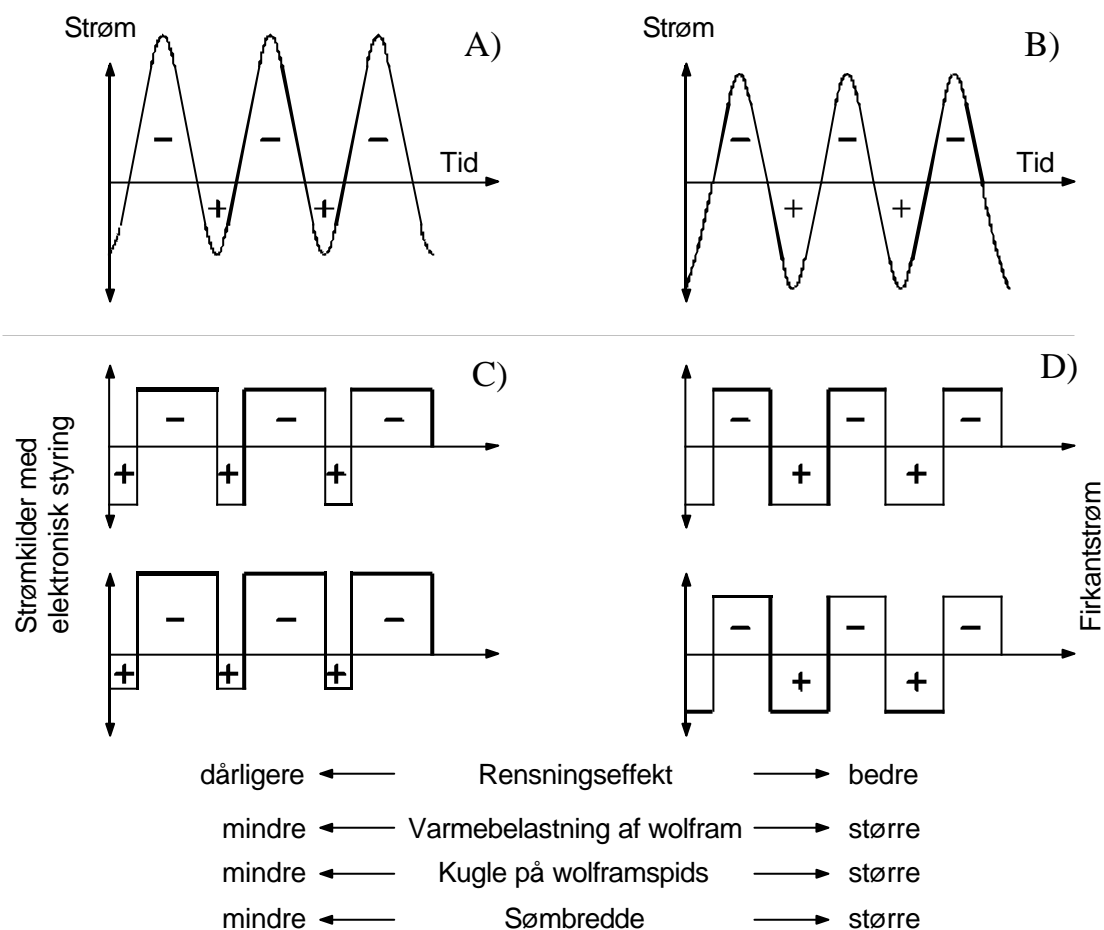 Strøm
A)
Strøm
B)
− − −
Tid
+ +
− − −
Tid
+ +
C)
D)
Strømkilder med
elektronisk styring
− − −
+ + +
− − −
+ +
Firkantstrøm
− − −
+ + +
− − −
+ +
dårligere Rensningseffekt bedre
mindre Varmebelastning af wolfram større
mindre Kugle på wolframspids større
mindre Sømbredde større